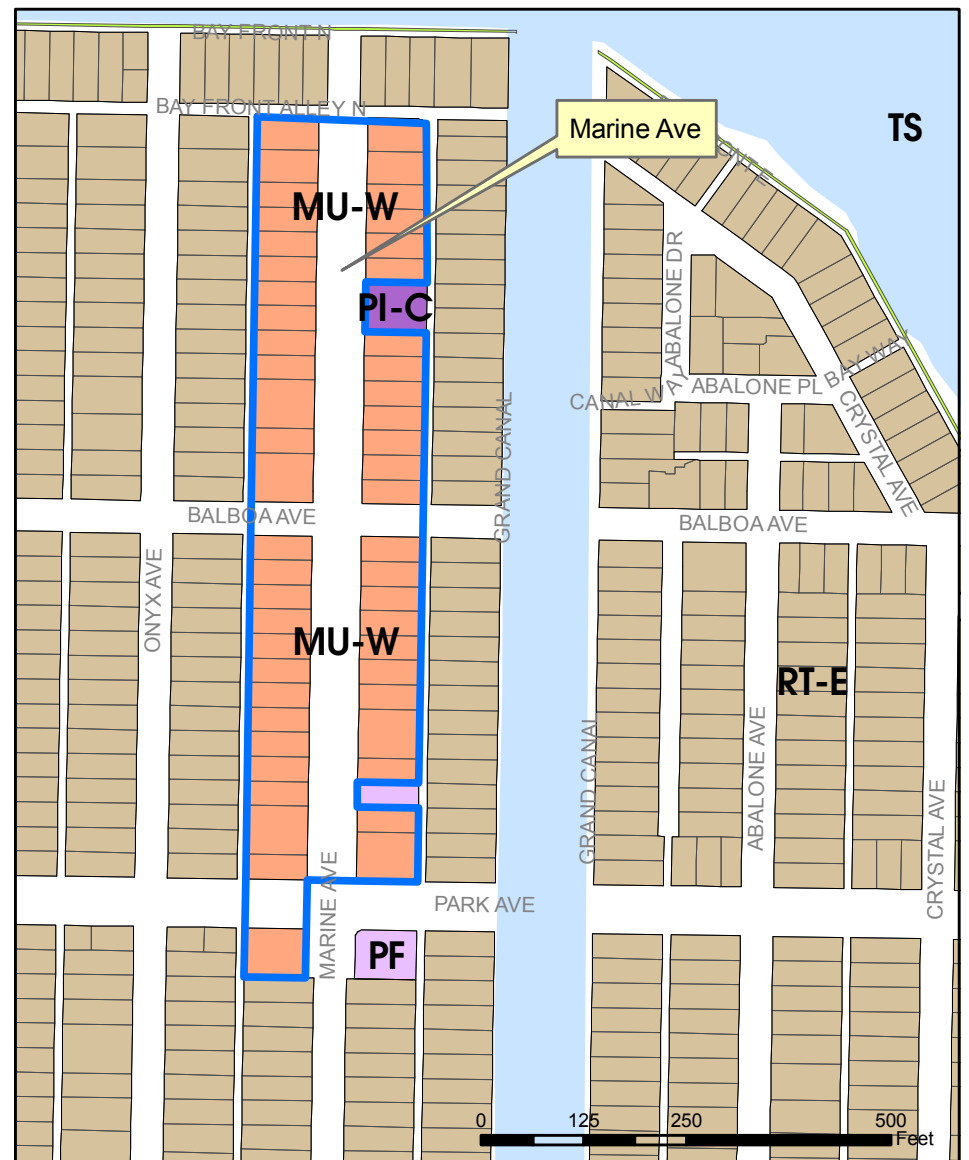 BAY FRONT N
BAY FRONT ALLEY N
Marine Ave
TS
MU-W
PI-C
ABALONE DR
CANAL WAY
ABALONE PL
BAY WAY
CRYSTAL AVE
GRAND CANAL
BALBOA AVE
BALBOA AVE
ONYX AVE
MU-W
RT-E
GRAND CANAL
ABALONE AVE
CRYSTAL AVE
MARINE AVE
PARK AVE
PF
0 125 250 500
Feet